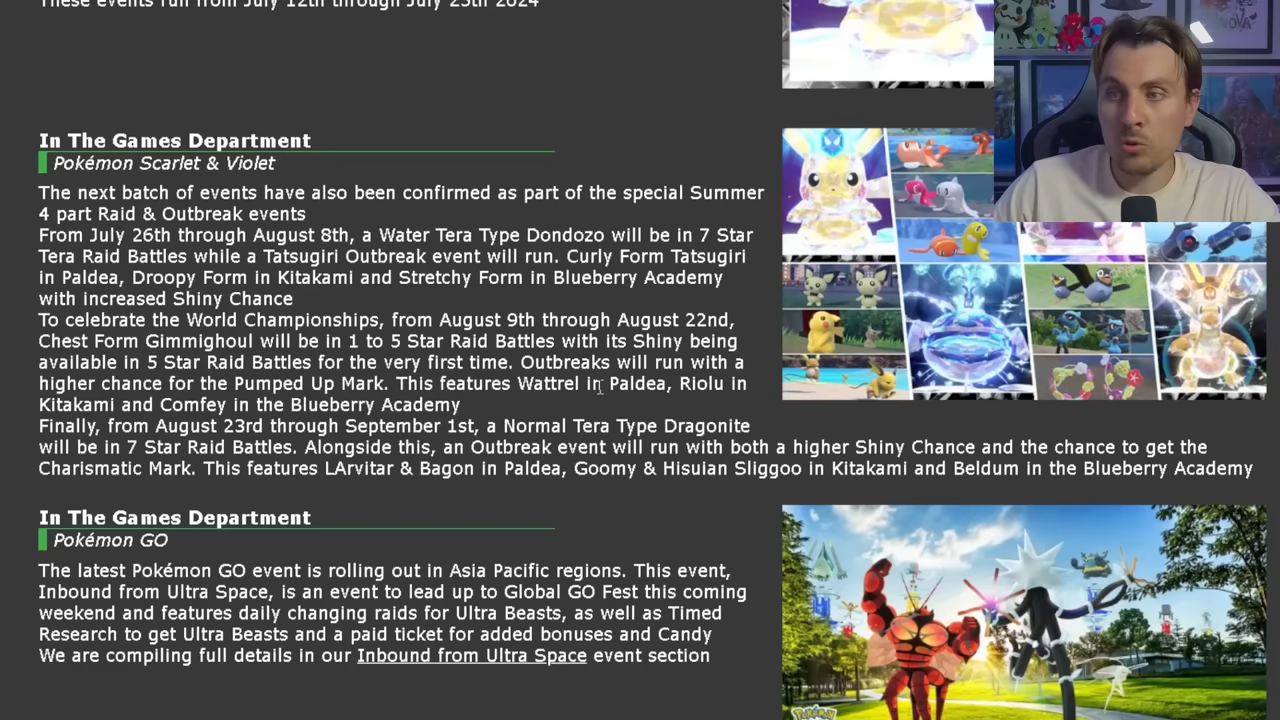 These events run from July 12th through July 25th 2024
In The Games Department
Pokémon Scarlet & Violet
The next batch of events have also been confirmed as part of the special Summer
4 part Raid & Outbreak events
From July 26th through August 8th, a Water Tera Type Dondozo will be in 7 Star
Tera Raid Battles while a Tatsugiri Outbreak event will run. Curly Form Tatsugiri
in Paldea, Droopy Form in Kitakami and Stretchy Form in Blueberry Academy
with increased Shiny Chance
To celebrate the World Championships, from August 9th through August 22nd,
Chest Form Gimmighoul will be in 1 to 5 Star Raid Battles with its Shiny being
available in 5 Star Raid Battles for the very first time. Outbreaks will run with a
higher chance for the Pumped Up Mark. This features Wattrel in Paldea, Riolu in
Kitakami and Comfey in the Blueberry Academy
Finally, from August 23rd through September 1st, a Normal Tera Type Dragonite
will be in 7 Star Raid Battles. Alongside this, an Outbreak event will run with both a higher Shiny Chance and the chance to get the
Charismatic Mark. This features LArvitar & Bagon in Paldea, Goomy & Hisuian Sliggoo in Kitakami and Beldum in the Blueberry Academy
In The Games Department
Pokémon GO
The latest Pokémon GO event is rolling out in Asia Pacific regions. This event,
Inbound from Ultra Space, is an event to lead up to Global GO Fest this coming
weekend and features daily changing raids for Ultra Beasts, as well as Timed
Research to get Ultra Beasts and a paid ticket for added bonuses and Candy
We are compiling full details in our Inbound from Ultra Space event section